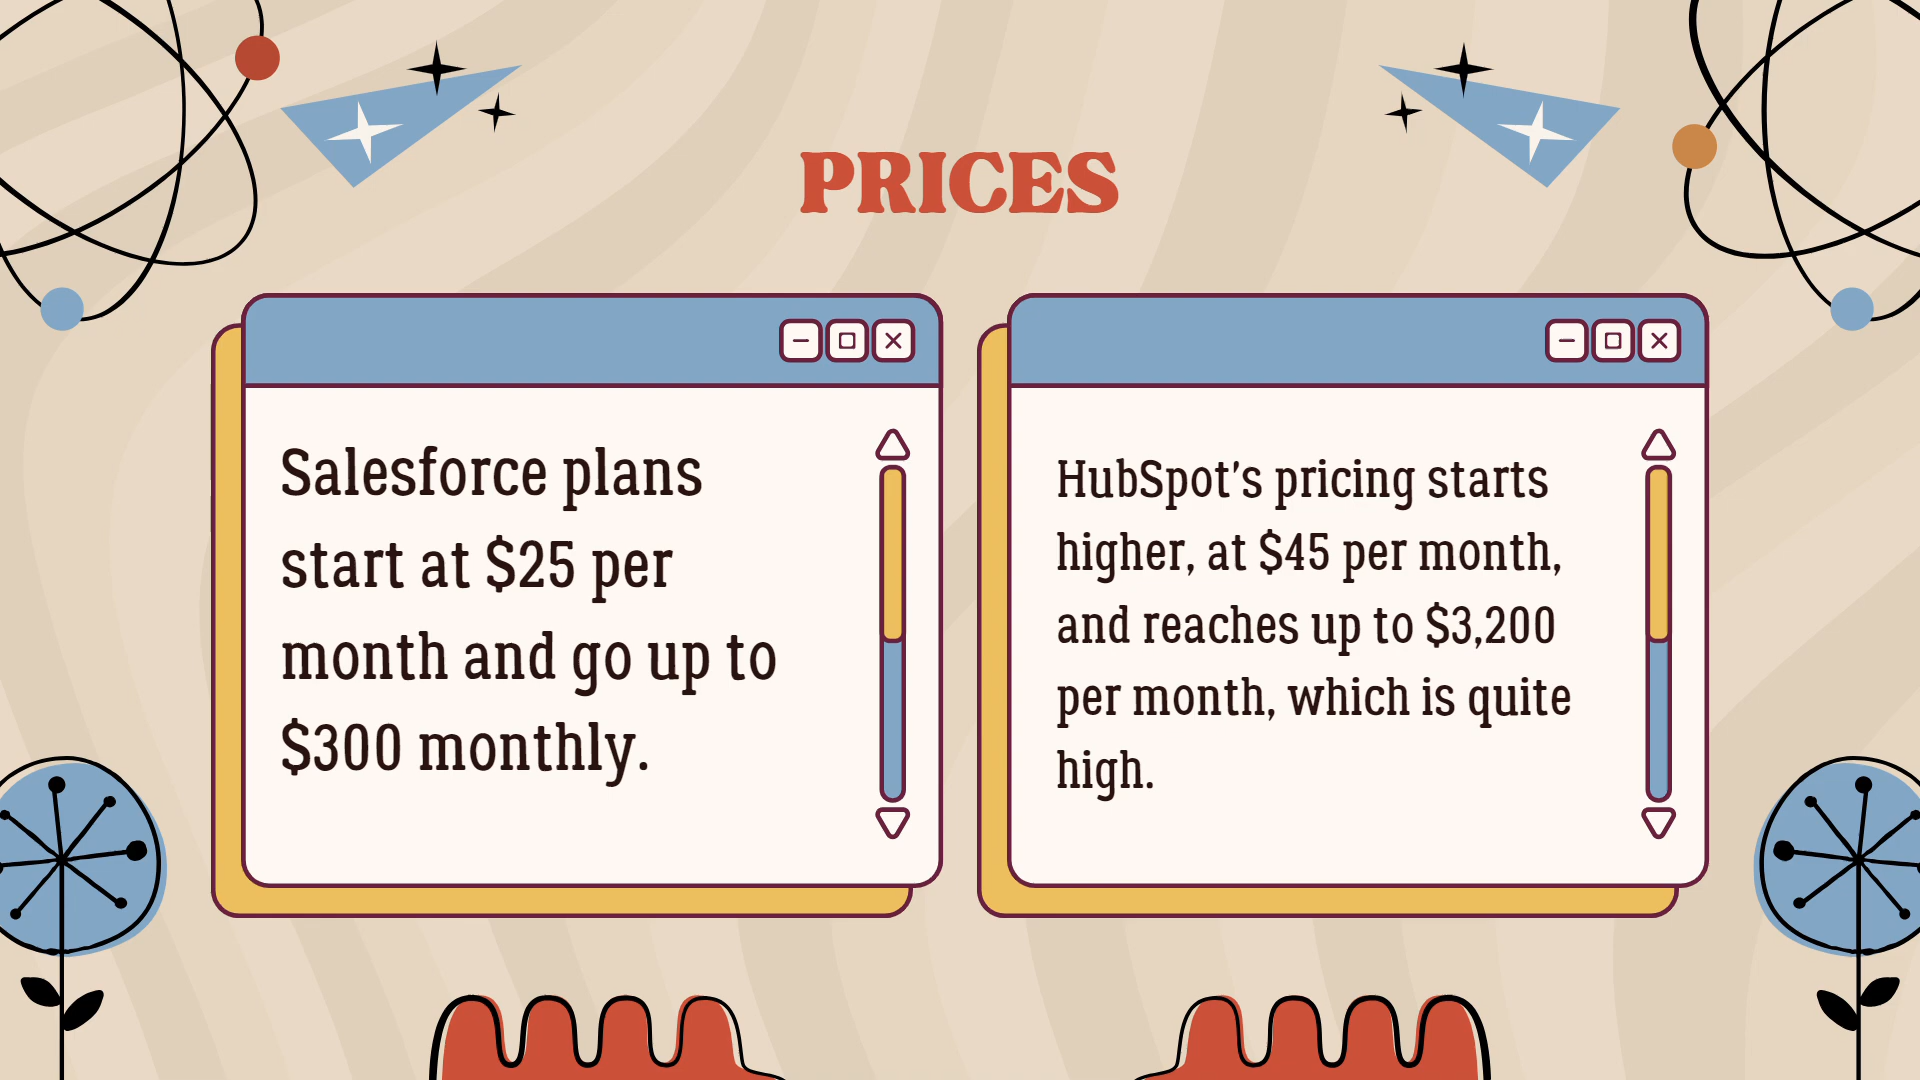 PRICES
Salesforce plans
start at $25 per
month and go up to
$300 monthly.
HubSpot's pricing starts
higher, at $45 per month,
and reaches up to $3,200
per month, which is quite
high.